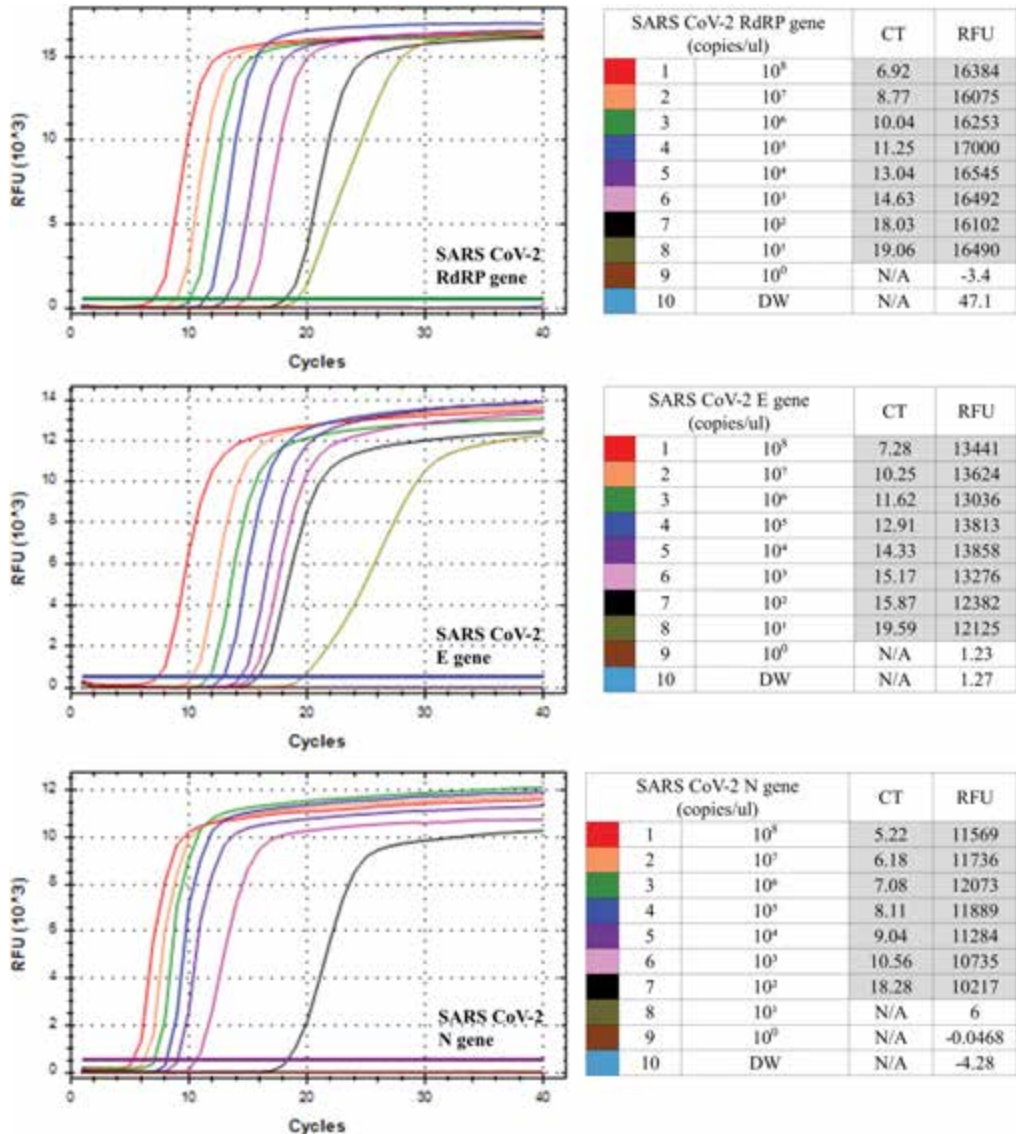 15
10
5
0
RFU (10^3)
0
10
20
30
40
Cycles
SARS CoV-2
RdRP gene
SARS CoV-2 RdRP gene
(copies/ul)
CT
RFU
1 10⁸ 6.92 16384
2 10⁷ 8.77 16075
3 10⁶ 10.04 16253
4 10⁵ 11.25 17000
5 10⁴ 13.04 16545
6 10³ 14.63 16492
7 10² 18.03 16102
8 10¹ 19.06 16490
9 10⁰ N/A -3.4
10 DW N/A 47.1
14
12
10
8
6
4
2
0
RFU (10^3)
0
10
20
30
40
Cycles
SARS CoV-2
E gene
SARS CoV-2 E gene
(copies/ul)
CT
RFU
1 10⁸ 7.28 13441
2 10⁷ 10.25 13624
3 10⁶ 11.62 13036
4 10⁵ 12.91 13813
5 10⁴ 14.33 13858
6 10³ 15.17 13276
7 10² 15.87 12382
8 10¹ 19.59 12125
9 10⁰ N/A 1.23
10 DW N/A 1.27
12
10
8
6
4
2
0
RFU (10^3)
0
10
20
30
40
Cycles
SARS CoV-2
N gene
SARS CoV-2 N gene
(copies/ul)
CT
RFU
1 10⁸ 5.22 11569
2 10⁷ 6.18 11736
3 10⁶ 7.08 12073
4 10⁵ 8.11 11889
5 10⁴ 9.04 11284
6 10³ 10.56 10735
7 10² 18.28 10217
8 10¹ N/A 6
9 10⁰ N/A -0.0468
10 DW N/A -4.28